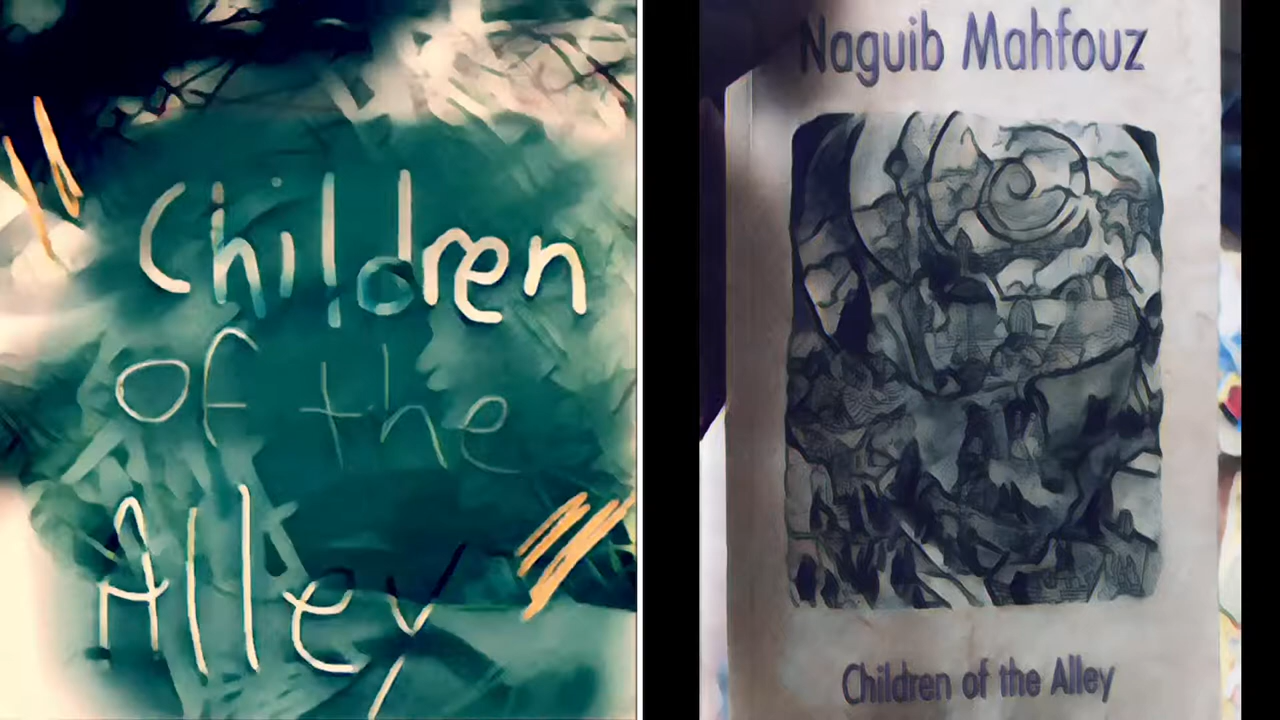 "Children
of the
Alley"
Naguib Mahfouz
Children of the Alley